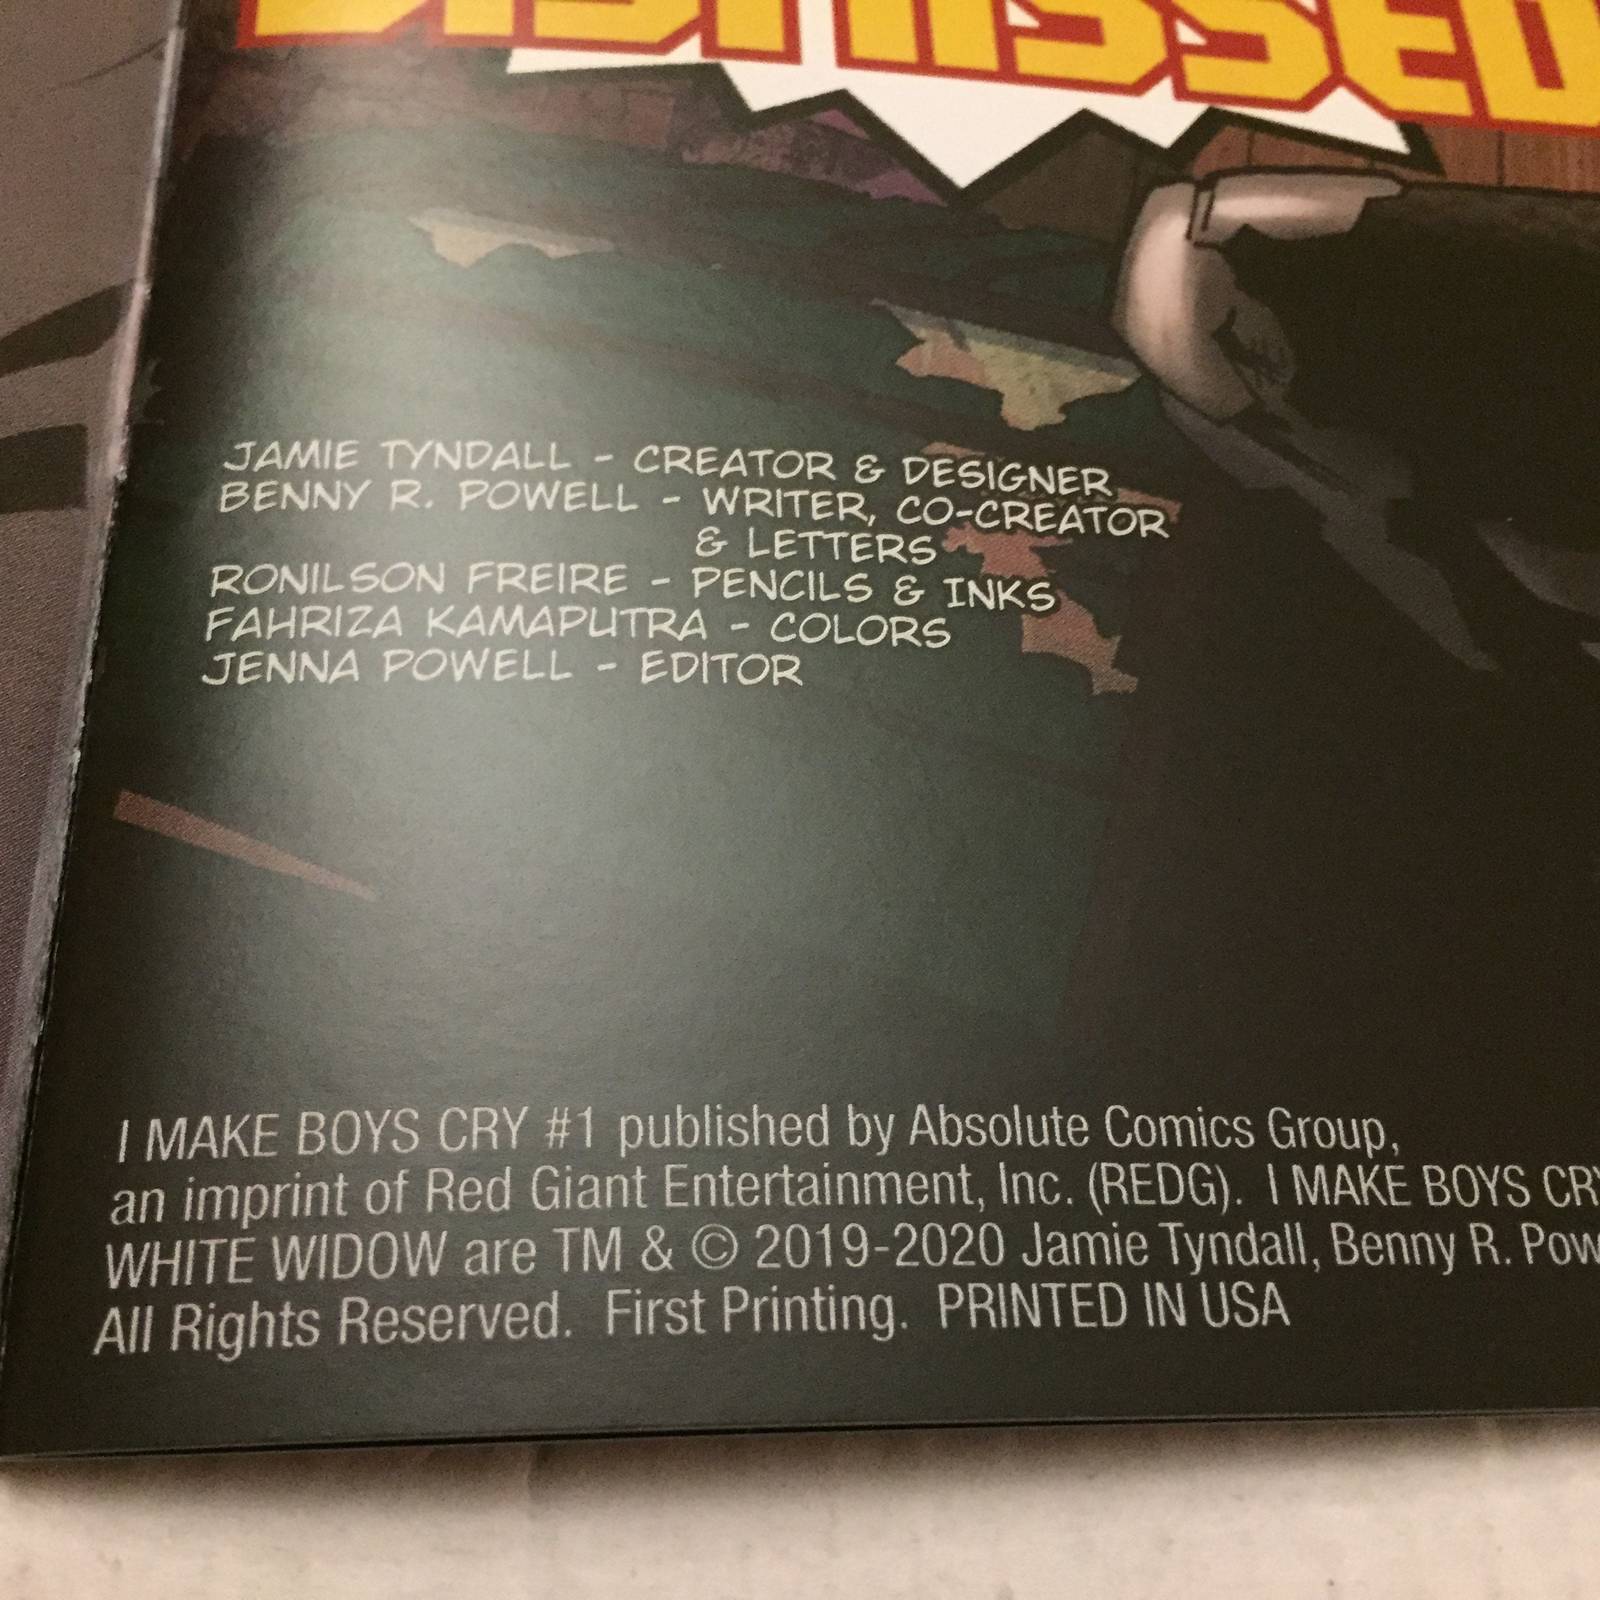 DISMISSED
JAMIE TYNDALL - CREATOR & DESIGNER
BENNY R. POWELL - WRITER, CO-CREATOR
& LETTERS
RONILSON FREIRE - PENCILS & INKS
FAHRIZA KAMAPUTRA - COLORS
JENNA POWELL - EDITOR
I MAKE BOYS CRY #1 published by Absolute Comics Group,
an imprint of Red Giant Entertainment, Inc. (REDG). I MAKE BOYS
WHITE WIDOW are TM & © 2019-2020 Jamie Tyndall, Benny R.
All Rights Reserved. First Printing. PRINTED IN USA